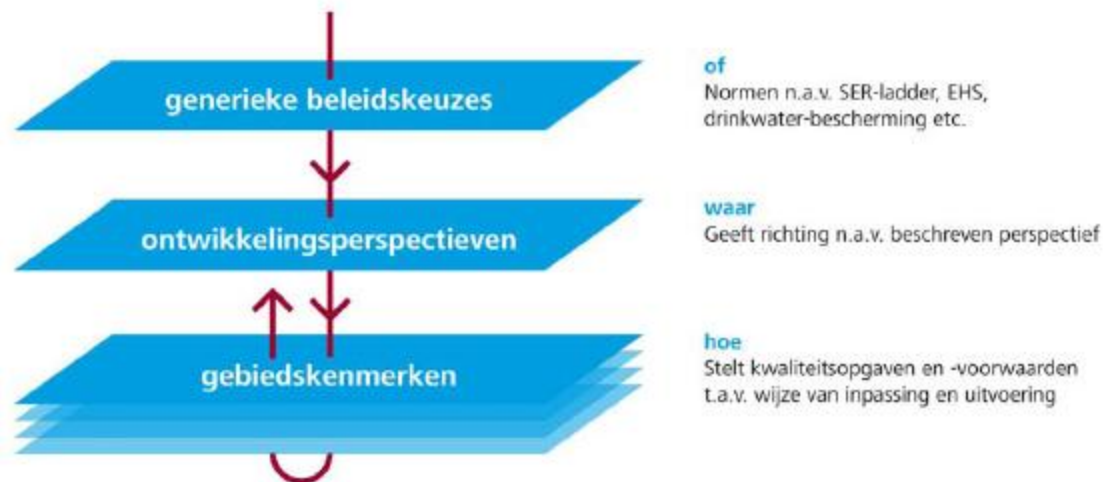 generieke beleidskeuzes
of
Normen n.a.v. SER-ladder, EHS,
drinkwater-bescherming etc.
ontwikkelingsperspectieven
waar
Geeft richting n.a.v. beschreven perspectief
gebiedskenmerken
hoe
Stelt kwaliteitsopgaven en -voorwaarden
t.a.v. wijze van inpassing en uitvoering